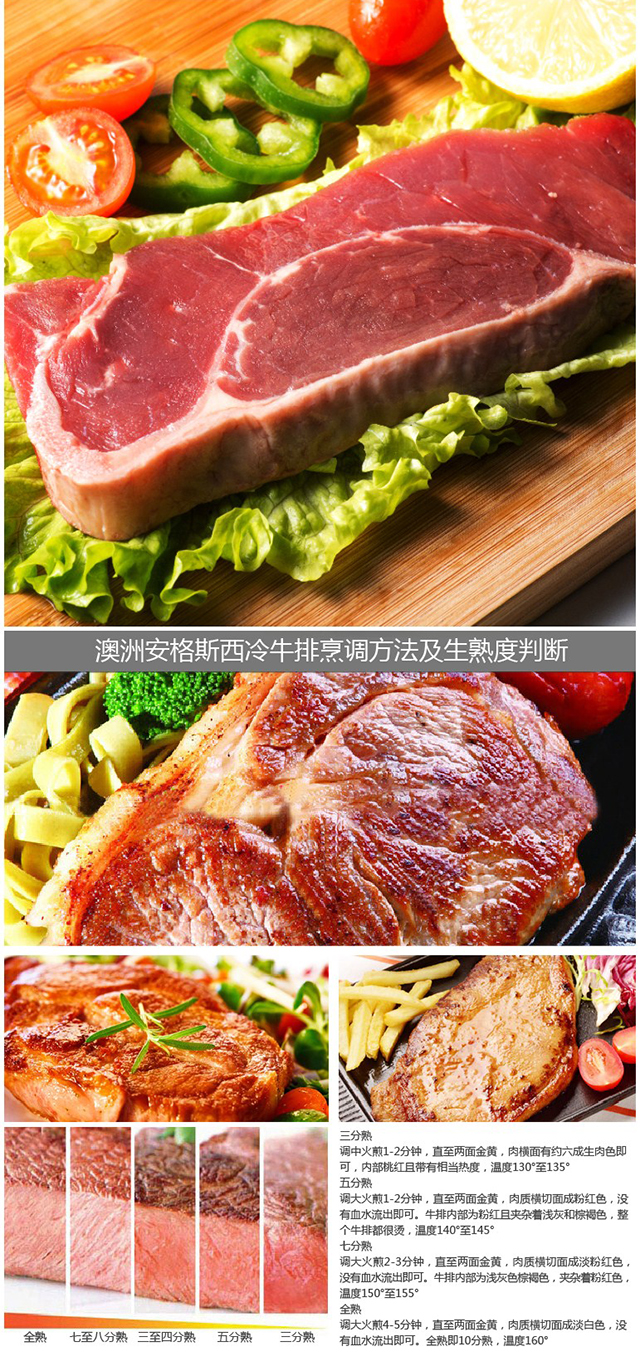 澳洲安格斯西冷牛排烹调方法及生熟度判断
三分熟
调中火煎1-2分钟，直至两面金黄，肉横面有约六成生肉色即
可，内部桃红且带有相当热度，温度130°至135°
五分熟
调大火煎1-2分钟，直至两面金黄，肉质横切面成粉红色，没
有血水流出即可。牛排内部为粉红且夹杂着浅灰和棕褐色，整
个牛排都很烫，温度140°至145°
七分熟
调大火煎2-3分钟，直至两面金黄，肉质横切面成淡粉红色，
没有血水流出即可。牛排内部为浅灰色棕褐色，夹杂着粉红色，
温度150°至155°
全熟
调大火煎4-5分钟，直至两面金黄，肉质横切面成淡白色，没
有血水流出即可。全熟即10分熟，温度160°
全熟 七至八分熟 三至四分熟 五分熟 三分熟